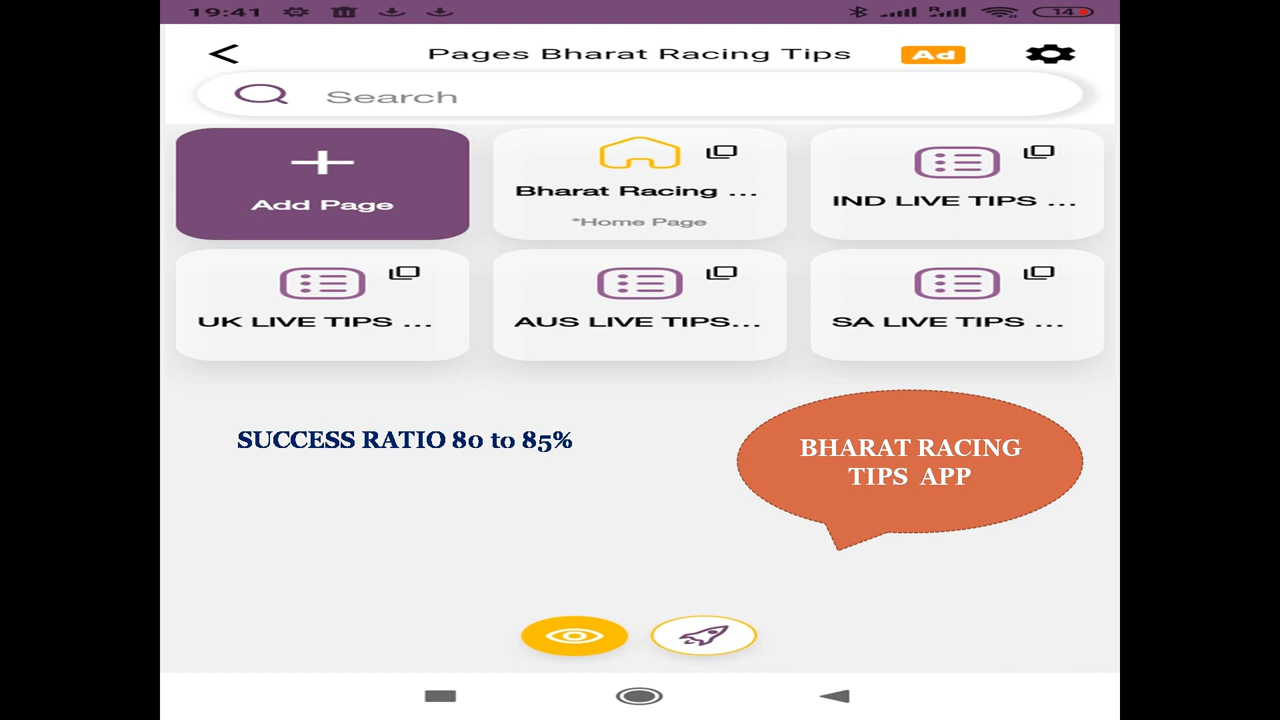 19:41
R
14
Pages Bharat Racing Tips
Ad
Search
Add Page
Bharat Racing ...
*Home Page
IND LIVE TIPS ...
UK LIVE TIPS ...
AUS LIVE TIPS...
SA LIVE TIPS ...
SUCCESS RATIO 80 to 85%
BHARAT RACING
TIPS APP